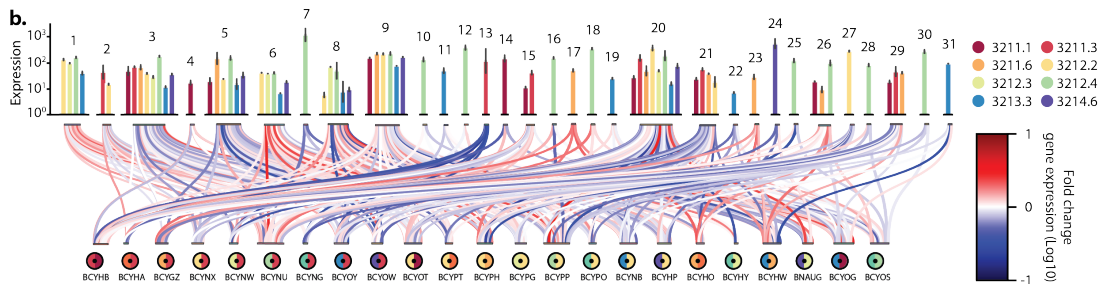 b.
Expression
10³
10²
10¹
10⁰
1 2 3 4 5 6 7 8 9 10 11 12 13 14 15 16 17 18 19 20 21 22 23 24 25 26 27 28 29 30 31
3211.1 3211.3
3211.6 3212.2
3212.3 3212.4
3213.3 3214.6
1
0
-1
Fold change
gene expression (Log10)
BCYHB BCYHA BCYGZ BCYNX BCYNW BCYNU BCYNG BCYOY BCYOW BCYOT BCYPT BCYPH BCYPG BCYPP BCYPO BCYNB BCYHP BCYHO BCYHY BCYHW BNAUG BCYOG BCYOS